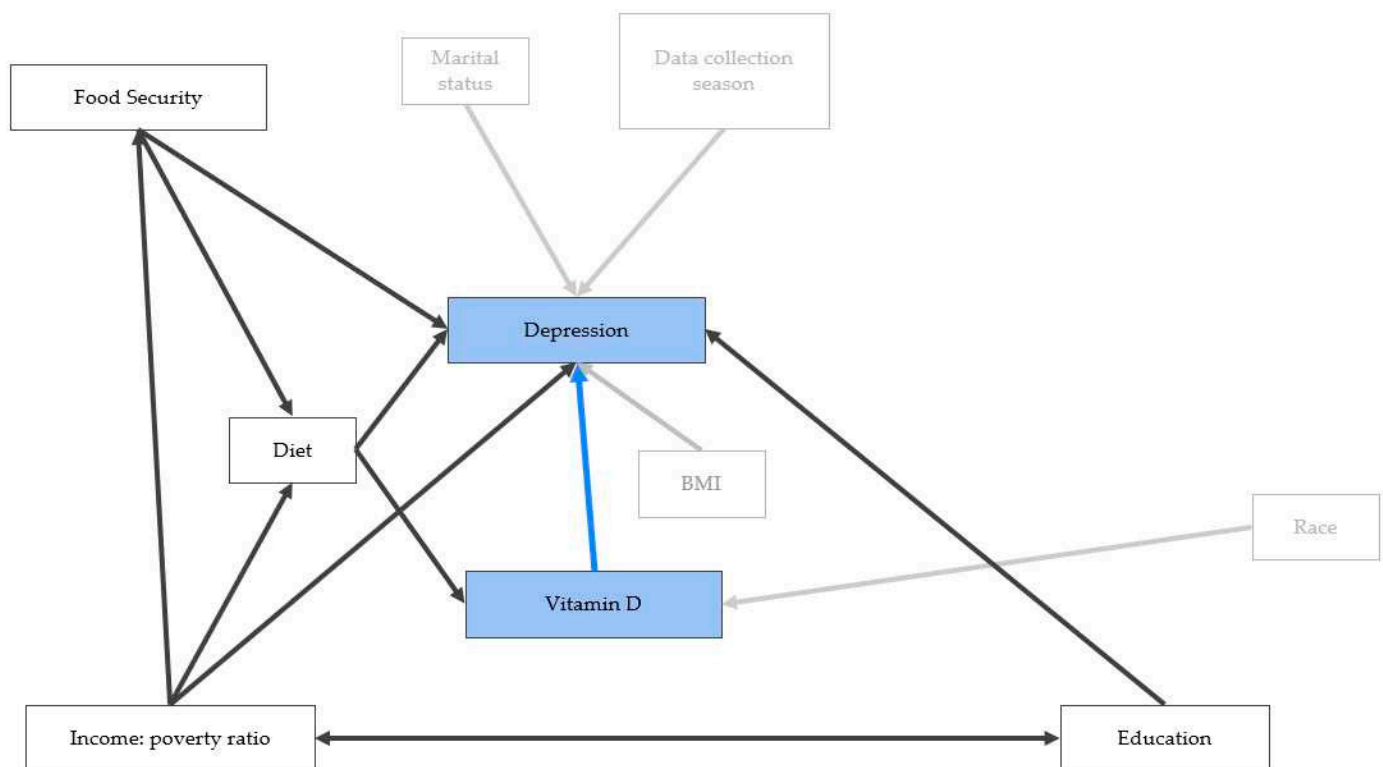 Marital
status
Data collection
season
Food Security
Depression
Diet
BMI
Race
Vitamin D
Income: poverty ratio
Education